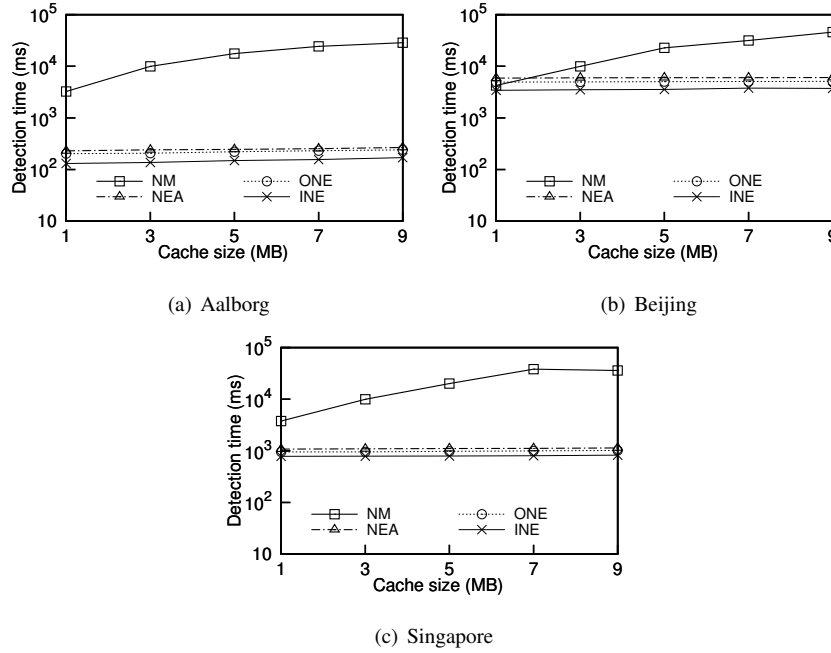 10^5
10^4
10^3
10^2
10
Detection time (ms)
NM
NEA
ONE
INE
1 3 5 7 9
Cache size (MB)
(a) Aalborg
10^5
10^4
10^3
10^2
10
Detection time (ms)
NM
NEA
ONE
INE
1 3 5 7 9
Cache size (MB)
(b) Beijing
10^5
10^4
10^3
10^2
10
Detection time (ms)
NM
NEA
ONE
INE
1 3 5 7 9
Cache size (MB)
(c) Singapore